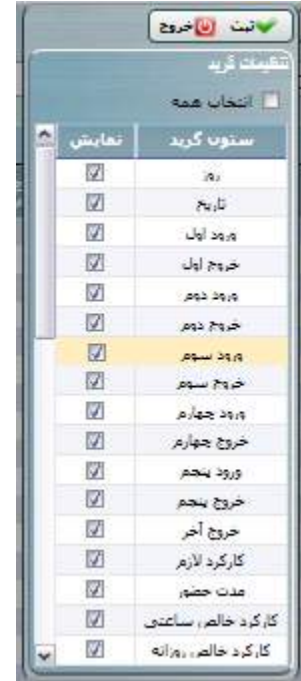 ثبت خروج
تنظیمات گرید
انتخاب همه
ستون گرید نمایش
روز
تاریخ
ورود اول
خروج اول
ورود دوم
خروج دوم
ورود سوم
خروج سوم
ورود چهارم
خروج چهارم
ورود پنجم
خروج پنجم
خروج آخر
کارکرد لازم
مدت حضور
کارکرد خالص ساعتی
کارکرد خالص روزانه